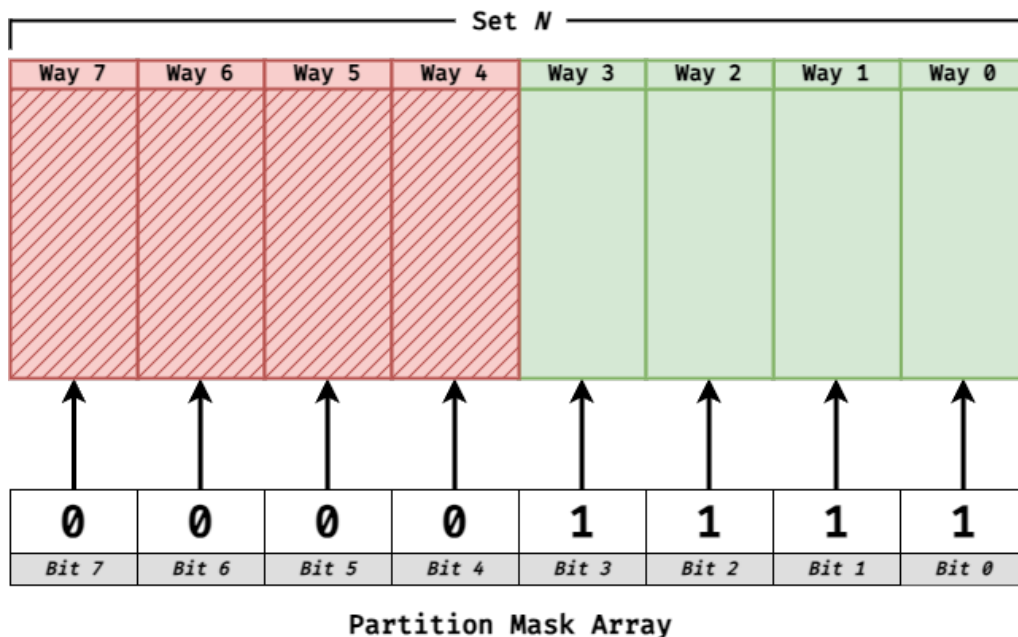 Set N
Way 7 Way 6 Way 5 Way 4 Way 3 Way 2 Way 1 Way 0
0 0 0 0 1 1 1 1
Bit 7 Bit 6 Bit 5 Bit 4 Bit 3 Bit 2 Bit 1 Bit 0
Partition Mask Array